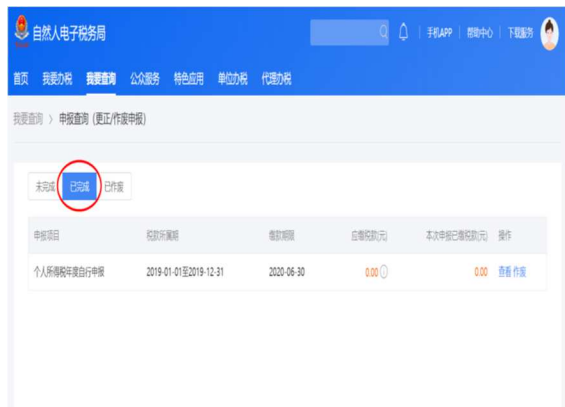 自然人电子税务局
手机APP | 帮助中心 | 下载服务
首页 我要办税 我要查询 公众服务 特色应用 单位办税 代理办税
我要查询 > 申报查询 (更正/作废申报)
未完成 已完成 已作废
申报项目 税款所属期 缴款期限 应缴税款(元) 本次申报已缴税款(元) 操作
个人所得税年度自行申报 2019-01-01至2019-12-31 2020-06-30 0.00 0.00 查看 作废